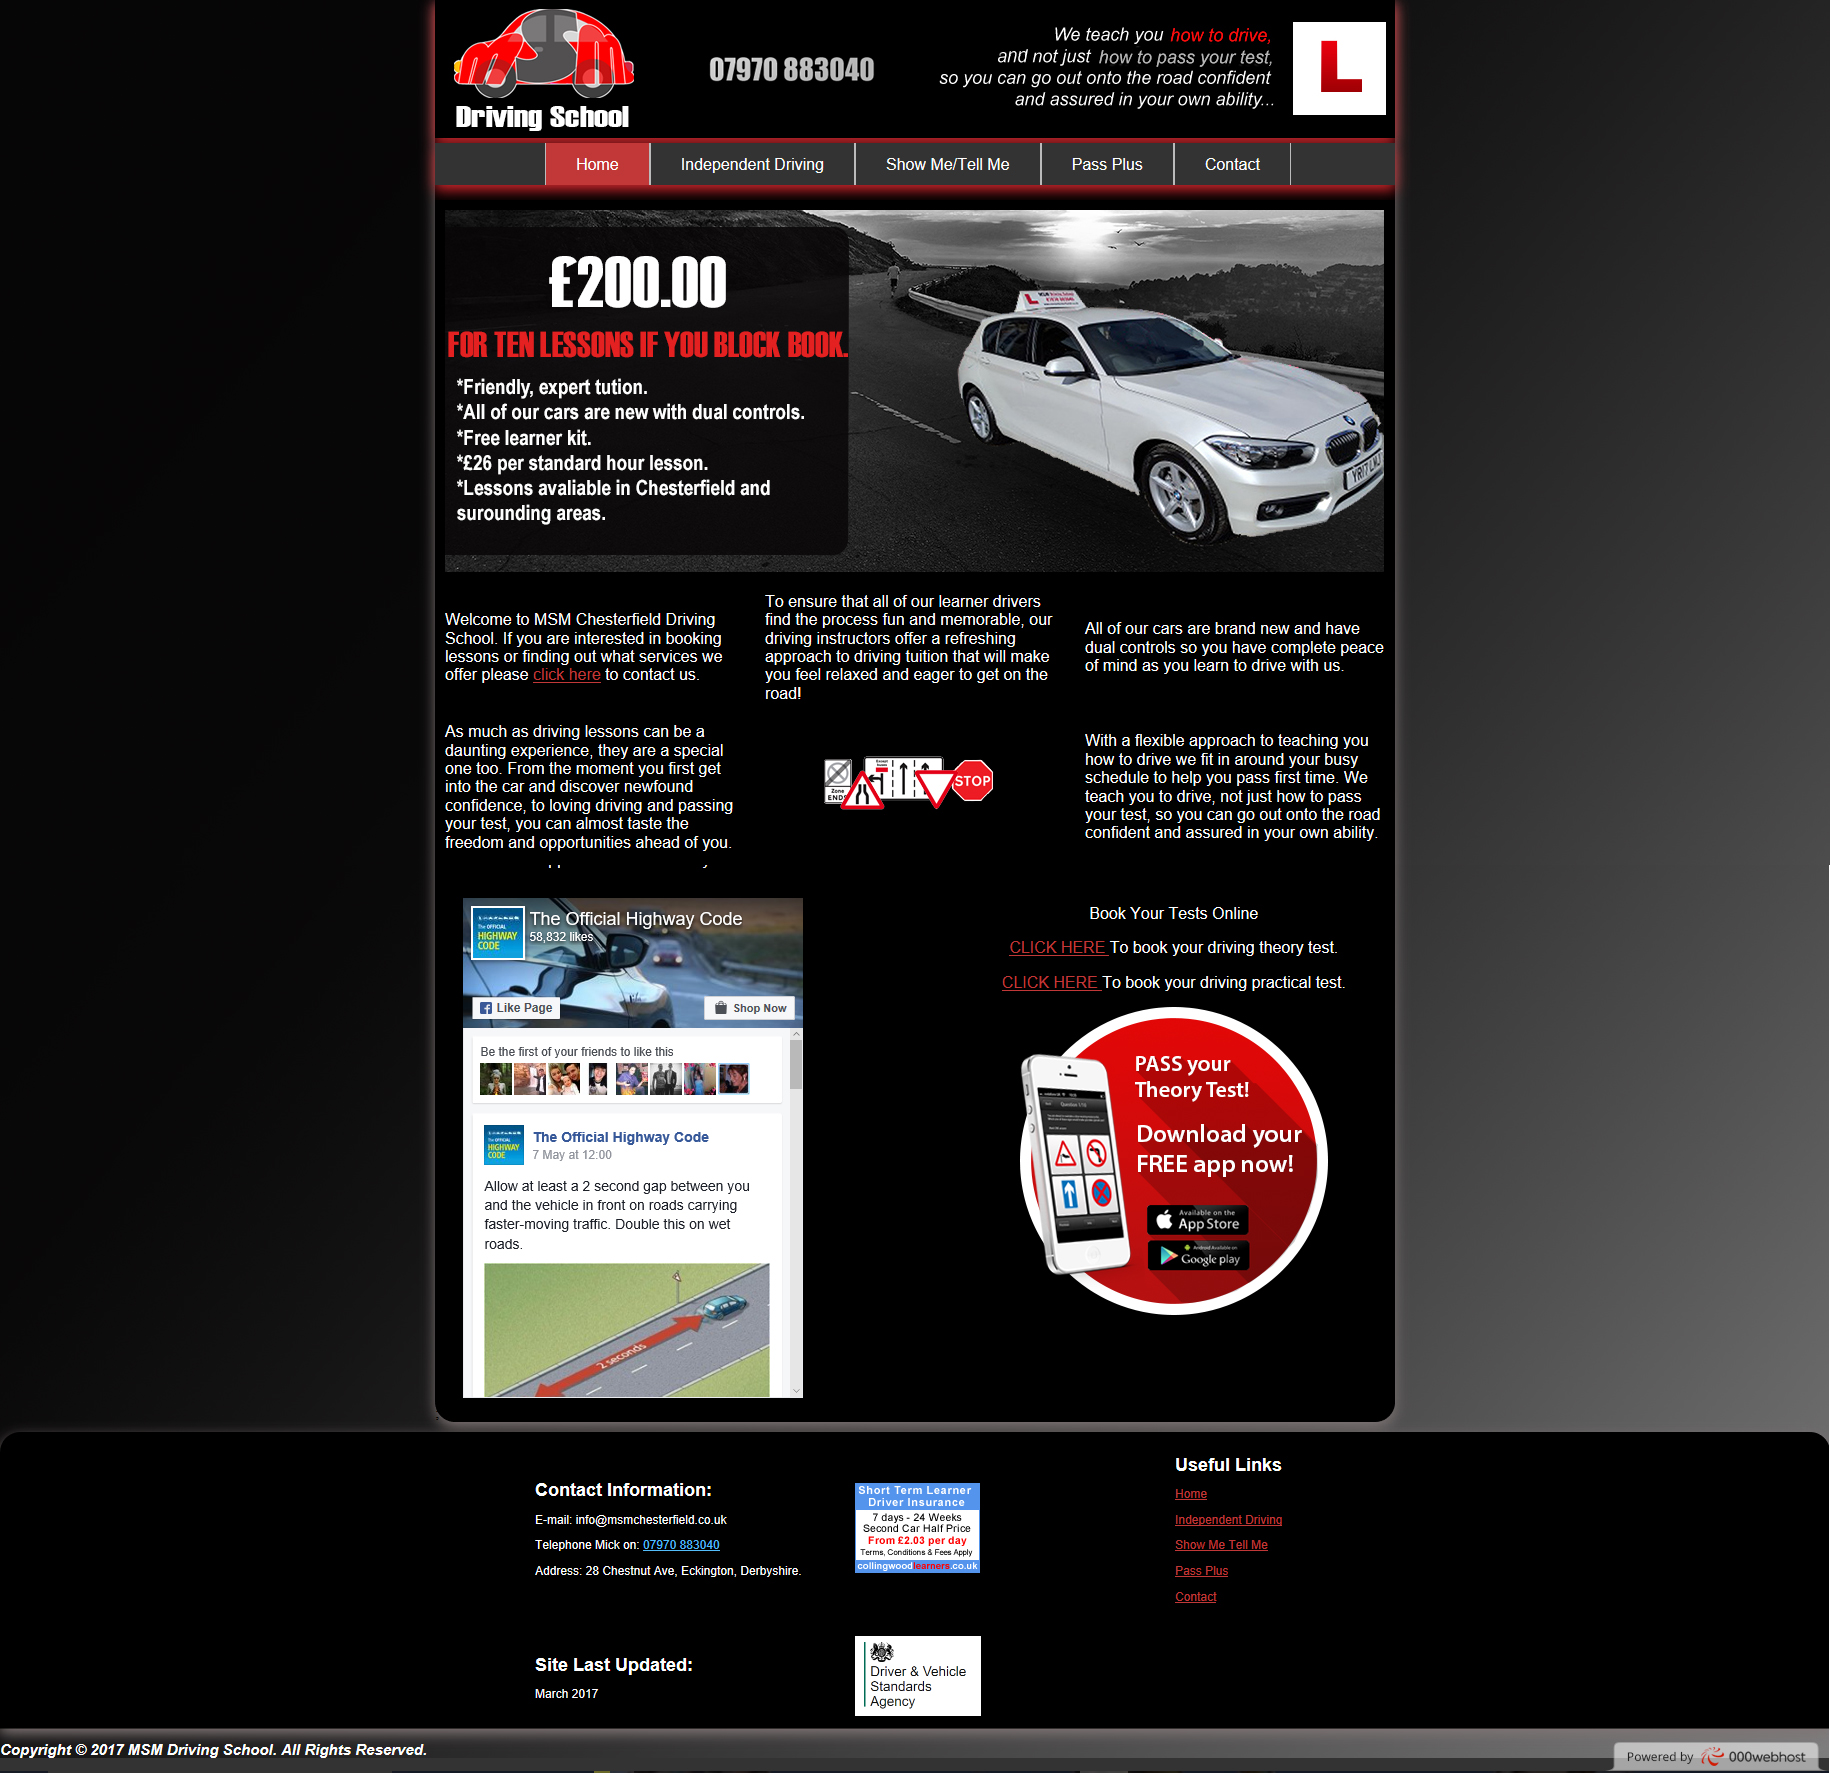 MSM
Driving School
07970 883040
We teach you how to drive,
and not just how to pass your test,
so you can go out onto the road confident
and assured in your own ability...
L
Home
Independent Driving
Show Me/Tell Me
Pass Plus
Contact
£200.00
FOR TEN LESSONS IF YOU BLOCK BOOK.
*Friendly, expert tution.
*All of our cars are new with dual controls.
*Free learner kit.
*£26 per standard hour lesson.
*Lessons avaliable in Chesterfield and
surounding areas.
L MSM Driving School
07970 883040
YR17 LWJ
Welcome to MSM Chesterfield Driving
School. If you are interested in booking
lessons or finding out what services we
offer please click here to contact us.
To ensure that all of our learner drivers
find the process fun and memorable, our
driving instructors offer a refreshing
approach to driving tuition that will make
you feel relaxed and eager to get on the
road!
All of our cars are brand new and have
dual controls so you have complete peace
of mind as you learn to drive with us.
As much as driving lessons can be a
daunting experience, they are a special
one too. From the moment you first get
into the car and discover newfound
confidence, to loving driving and passing
your test, you can almost taste the
freedom and opportunities ahead of you.
Zone
ENDS
STOP
With a flexible approach to teaching you
how to drive we fit in around your busy
schedule to help you pass first time. We
teach you to drive, not just how to pass
your test, so you can go out onto the road
confident and assured in your own ability.
The OFFICIAL
HIGHWAY
CODE
The Official Highway Code
58,832 likes
Like Page
Shop Now
Be the first of your friends to like this
The OFFICIAL
HIGHWAY
CODE
The Official Highway Code
7 May at 12:00
Allow at least a 2 second gap between you
and the vehicle in front on roads carrying
faster-moving traffic. Double this on wet
roads.
2 seconds
Book Your Tests Online
CLICK HERE To book your driving theory test.
CLICK HERE To book your driving practical test.
PASS your
Theory Test!
Download your
FREE app now!
Available on the
App Store
Android Available on
Google play
Contact Information:
E-mail: info@msmchesterfield.co.uk
Telephone Mick on: 07970 883040
Address: 28 Chestnut Ave, Eckington, Derbyshire.
Site Last Updated:
March 2017
Short Term Learner
Driver Insurance
7 days - 24 Weeks
Second Car Half Price
From £2.03 per day
Terms, Conditions & Fees Apply
collingwoodlearners.co.uk
Driver & Vehicle
Standards
Agency
Useful Links
Home
Independent Driving
Show Me Tell Me
Pass Plus
Contact
Copyright © 2017 MSM Driving School. All Rights Reserved.
Powered by 000webhost